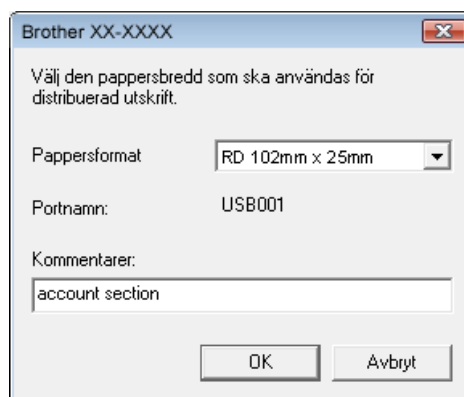 Brother XX-XXXX
Välj den pappersbredd som ska användas för
distribuerad utskrift.
Pappersformat RD 102mm x 25mm
Portnamn: USB001
Kommentarer:
account section
OK Avbryt